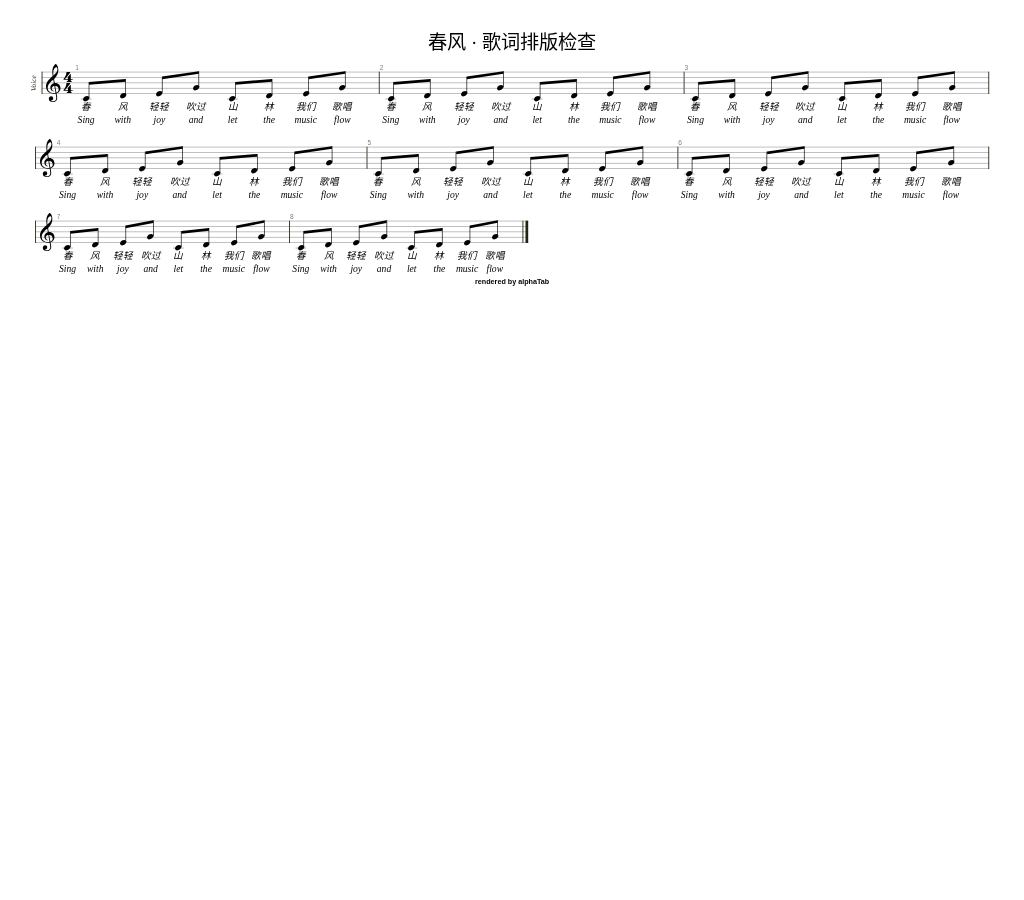 春风 · 歌词排版检查
Voice
1 2 3
4 4
春 风 轻轻 吹过 山 林 我们 歌唱 春 风 轻轻 吹过 山 林 我们 歌唱 春 风 轻轻 吹过 山 林 我们 歌唱
Sing with joy and let the music flow Sing with joy and let the music flow Sing with joy and let the music flow
4 5 6
春 风 轻轻 吹过 山 林 我们 歌唱 春 风 轻轻 吹过 山 林 我们 歌唱 春 风 轻轻 吹过 山 林 我们 歌唱
Sing with joy and let the music flow Sing with joy and let the music flow Sing with joy and let the music flow
7 8
春 风 轻轻 吹过 山 林 我们 歌唱 春 风 轻轻 吹过 山 林 我们 歌唱
Sing with joy and let the music flow Sing with joy and let the music flow
rendered by alphaTab